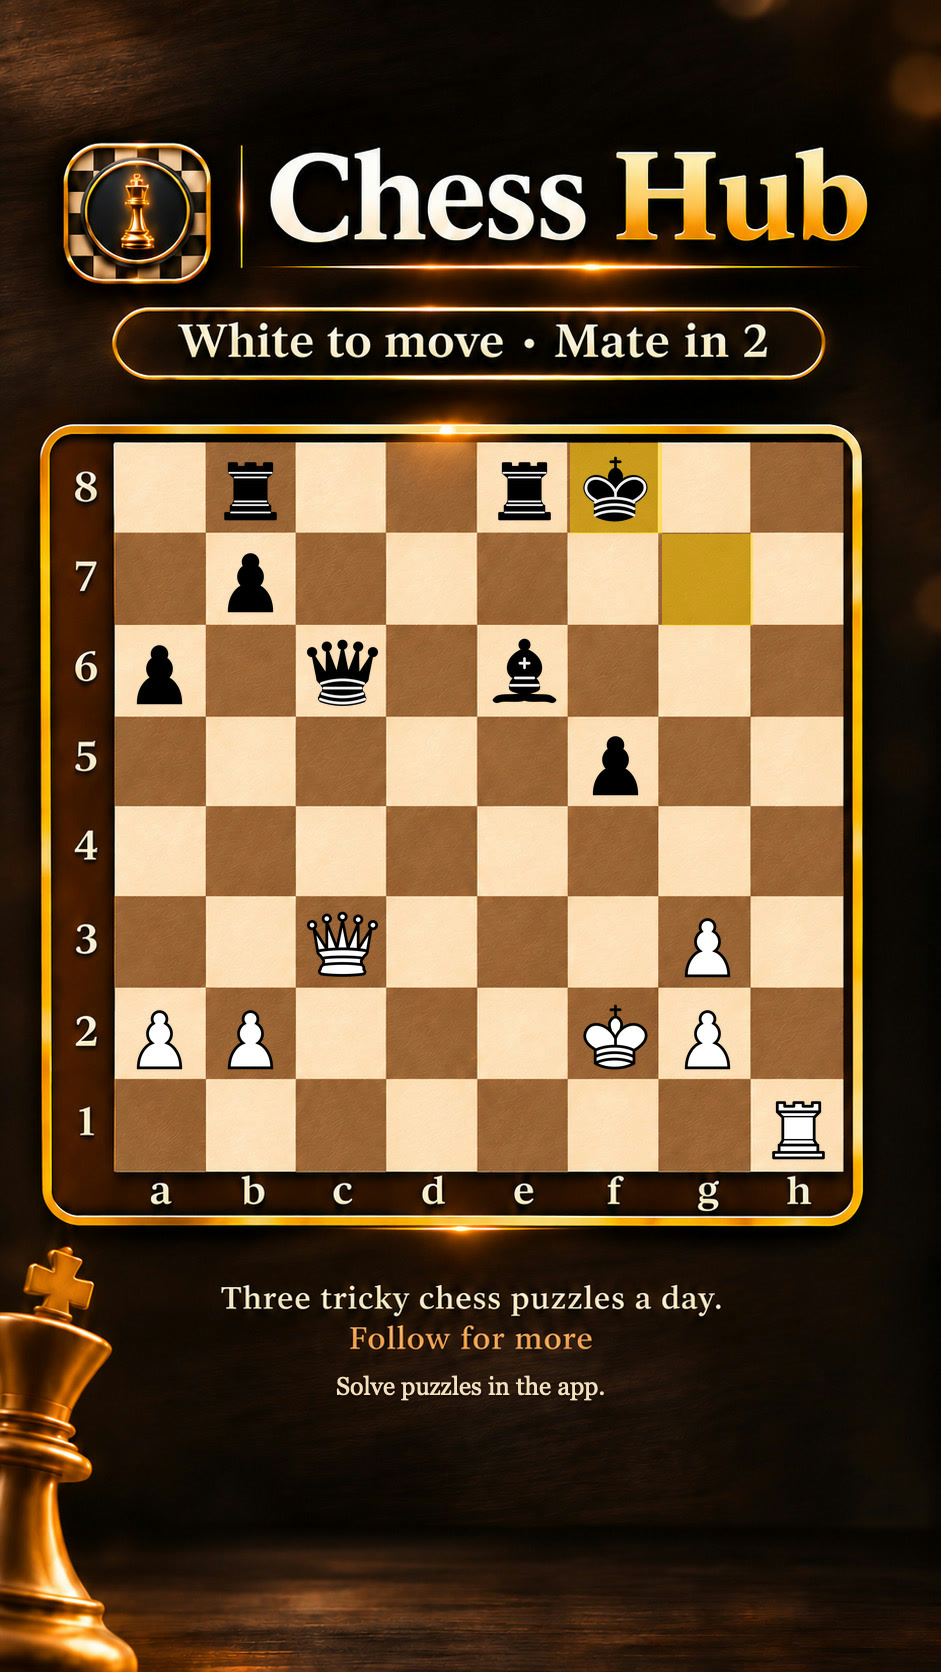 Chess Hub
White to move • Mate in 2
8
7
6
5
4
3
2
1
a b c d e f g h
Three tricky chess puzzles a day.
Follow for more
Solve puzzles in the app.